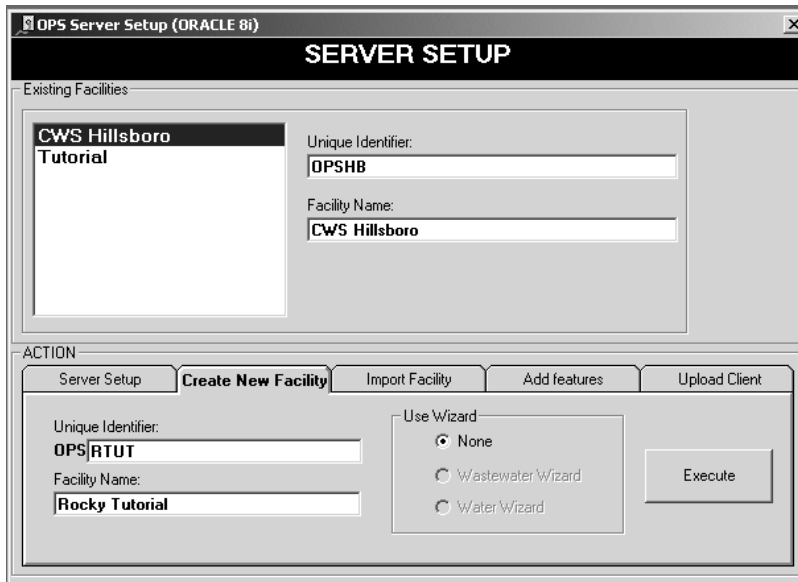 OPS Server Setup (ORACLE 8i)
SERVER SETUP
Existing Facilities
CWS Hillsboro
Tutorial
Unique Identifier:
OPSHB
Facility Name:
CWS Hillsboro
ACTION
Server Setup Create New Facility Import Facility Add features Upload Client
Unique Identifier:
OPS RTUT
Facility Name:
Rocky Tutorial
Use Wizard
None
Wastewater Wizard
Water Wizard
Execute